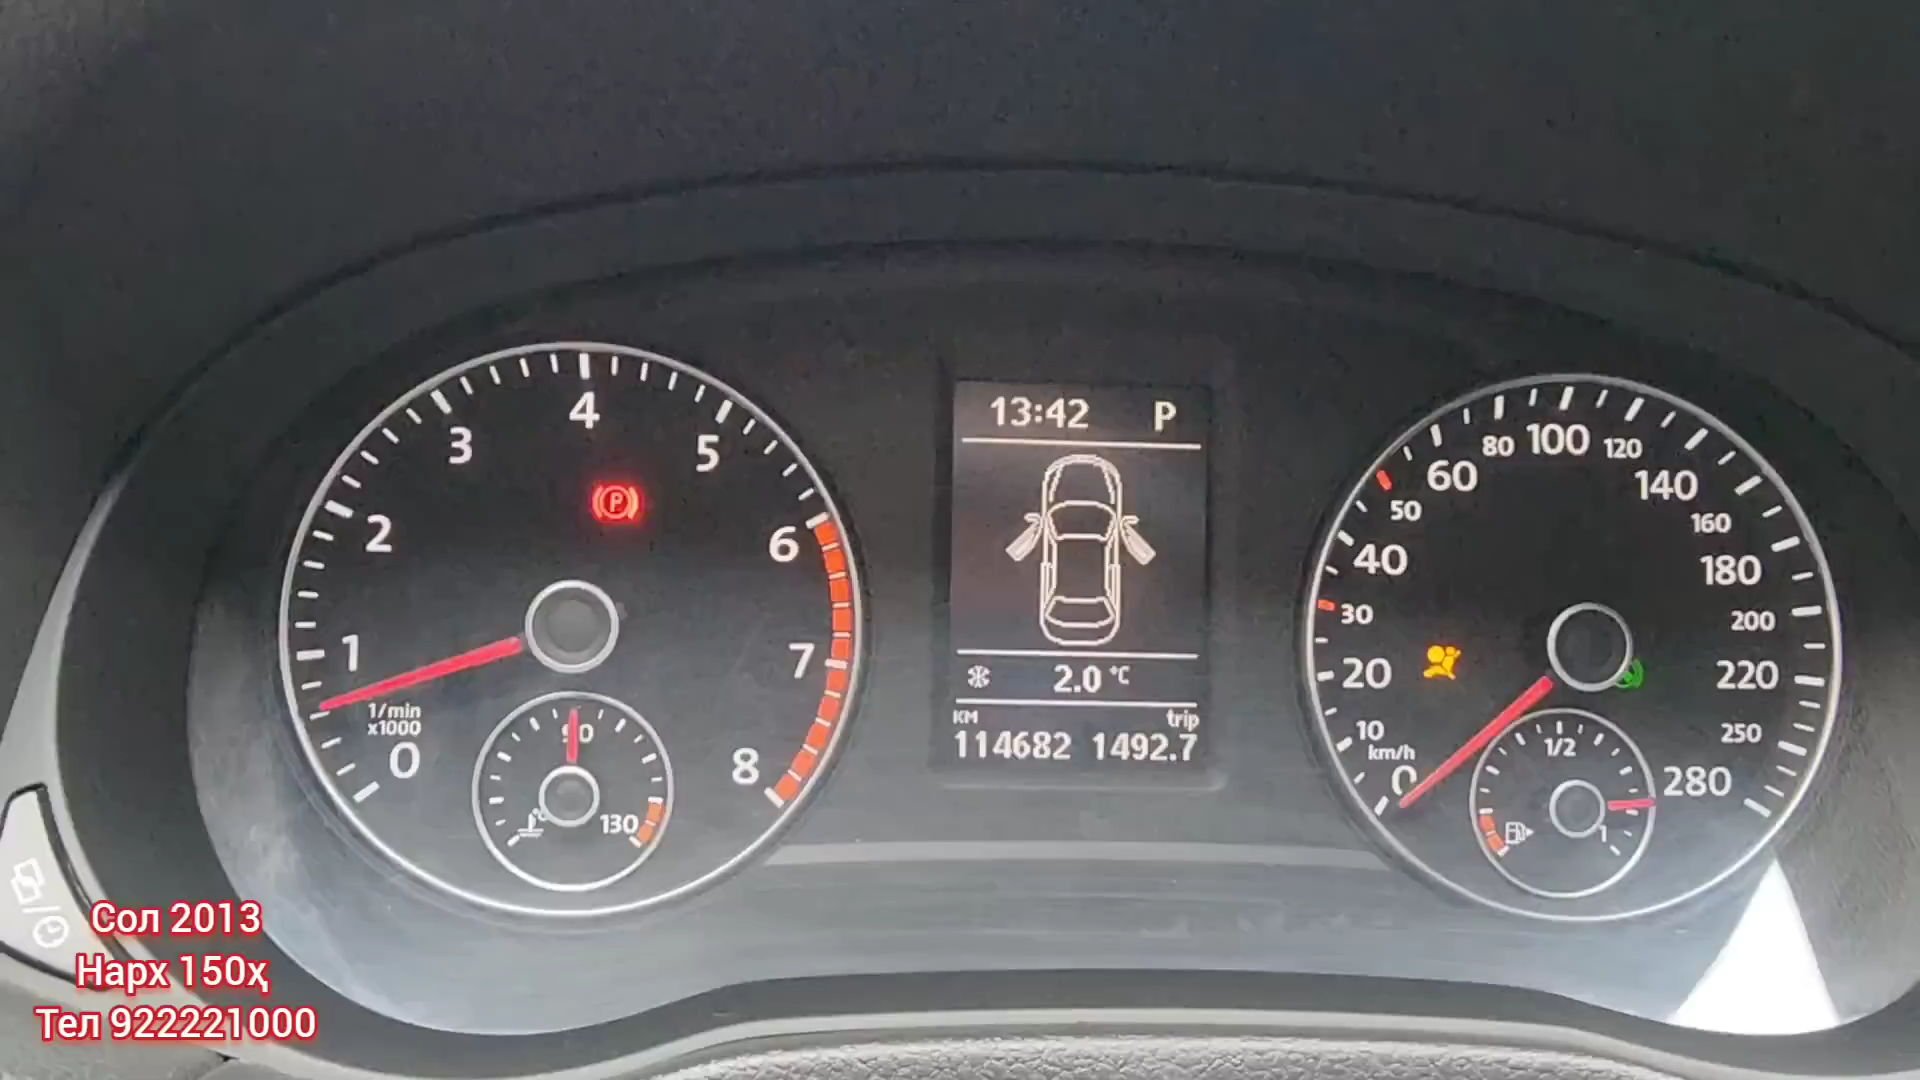 13:42 P
2.0 °C
KM trip
114682 1492.7
0 1 2 3 4 5 6 7 8
1/min
x1000
90 130
P
0 10 20 30 40 50 60 80 100 120 140 160 180 200 220 250 280
km/h
1/2 1
Сол 2013
Нарх 150ҳ
Тел 922221000